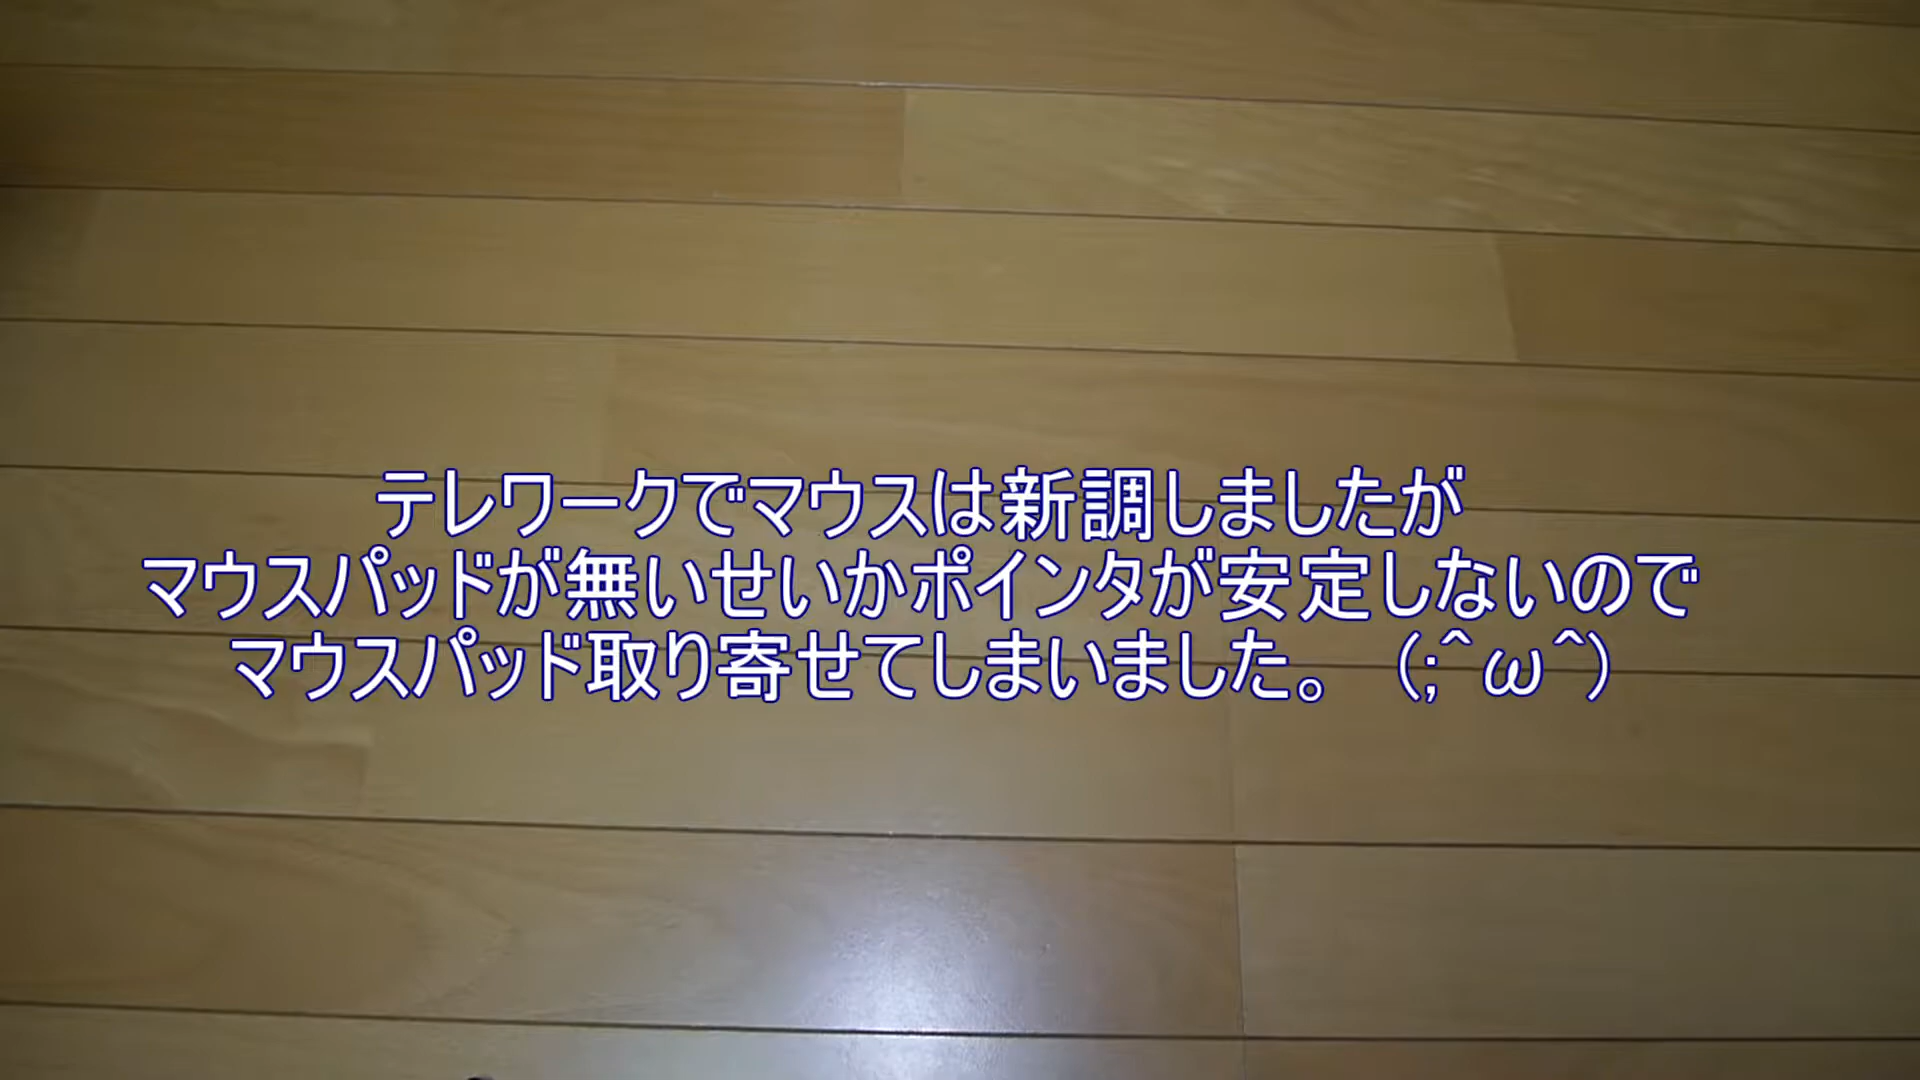 テレワークでマウスは新調しましたが
マウスパッドが無いせいかポインタが安定しないので
マウスパッド取り寄せてしまいました。 (;^ω^)